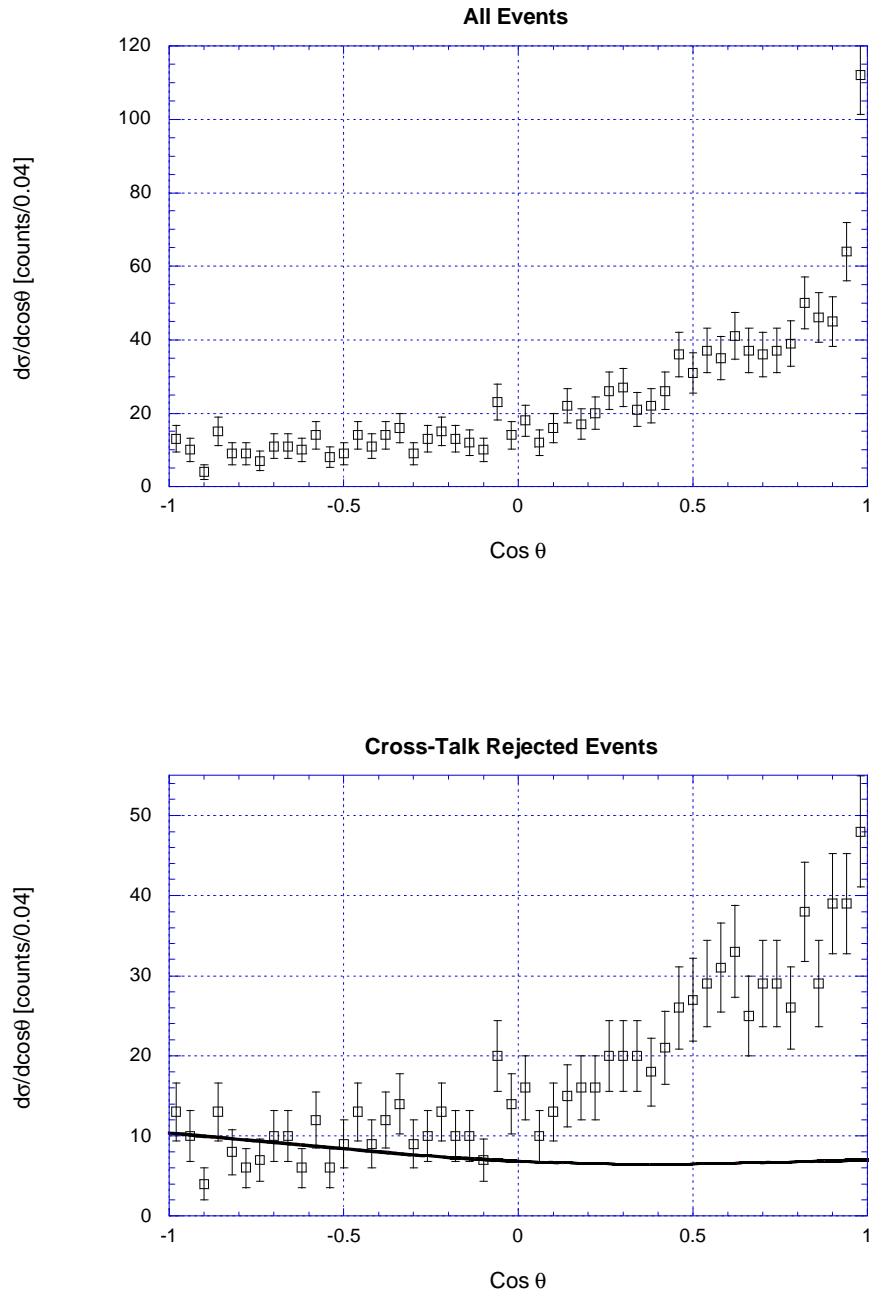 All Events
120
100
80
60
40
20
0
dσ/dcosθ [counts/0.04]
-1 -0.5 0 0.5 1
Cos θ
Cross-Talk Rejected Events
50
40
30
20
10
0
dσ/dcosθ [counts/0.04]
-1 -0.5 0 0.5 1
Cos θ